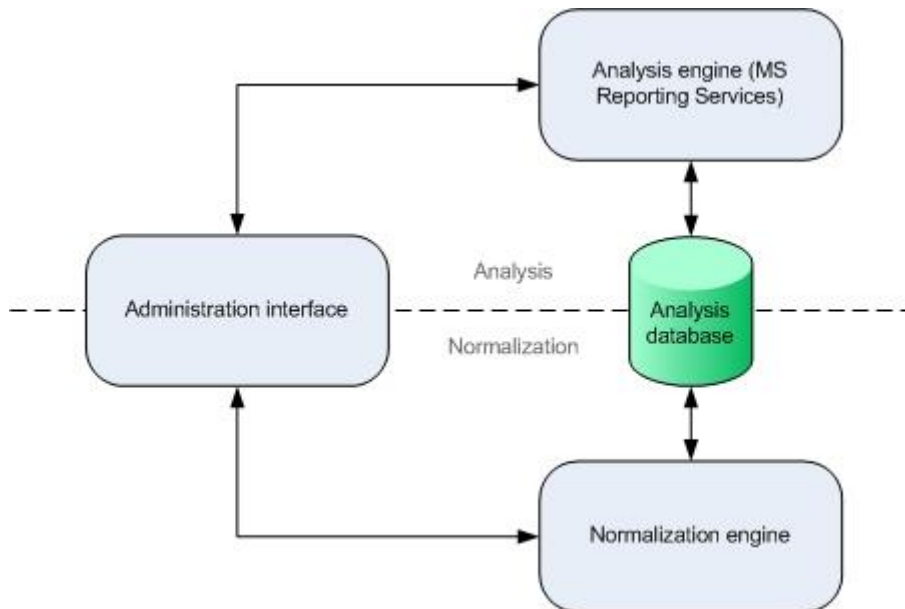 Analysis engine (MS
Reporting Services)
Analysis
Administration interface
Analysis
database
Normalization
Normalization engine